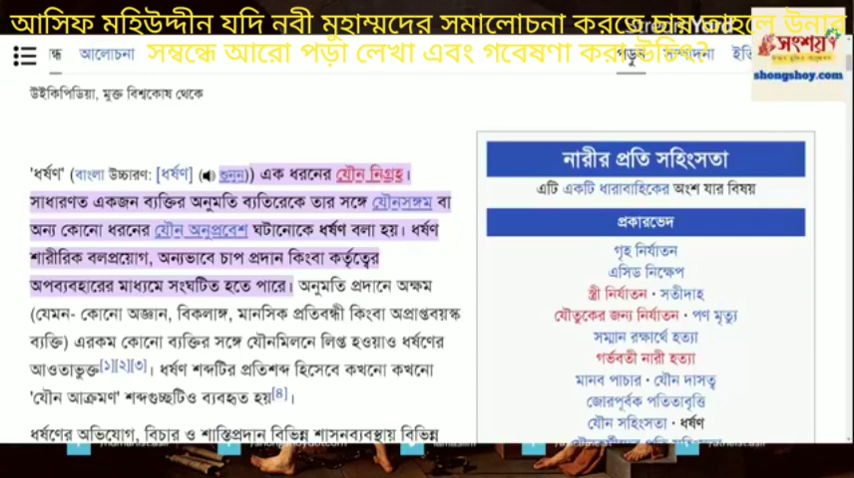 আসিফ মহিউদ্দীন যদি নবী মুহাম্মদের সমালোচনা করতে চায় তাহলে উনার
সম্বন্ধে আরো পড়া লেখা এবং গবেষণা করা উচিৎ?
আলোচনা
পড়ুন সম্পাদনা
সংশয়
shongshoy.com
উইকিপিডিয়া, মুক্ত বিশ্বকোষ থেকে
'ধর্ষণ' (বাংলা উচ্চারণ: [ধর্ষণ] (শুনুন)) এক ধরনের যৌন নিগ্রহ।
সাধারণত একজন ব্যক্তির অনুমতি ব্যতিরেকে তার সঙ্গে যৌনসঙ্গম বা
অন্য কোনো ধরনের যৌন অনুপ্রবেশ ঘটানোকে ধর্ষণ বলা হয়। ধর্ষণ
শারীরিক বলপ্রয়োগ, অন্যভাবে চাপ প্রদান কিংবা কর্তৃত্বের
অপব্যবহারের মাধ্যমে সংঘটিত হতে পারে। অনুমতি প্রদানে অক্ষম
(যেমন- কোনো অজ্ঞান, বিকলাঙ্গ, মানসিক প্রতিবন্ধী কিংবা অপ্রাপ্তবয়স্ক
ব্যক্তি) এরকম কোনো ব্যক্তির সঙ্গে যৌনমিলনে লিপ্ত হওয়াও ধর্ষণের
আওতাভুক্ত[১][২][৩]। ধর্ষণ শব্দটির প্রতিশব্দ হিসেবে কখনো কখনো
'যৌন আক্রমণ' শব্দগুচ্ছটিও ব্যবহৃত হয়[৪]।
ধর্ষণের অভিযোগ, বিচার ও শাস্তিপ্রদান বিভিন্ন শাসনব্যবস্থায় বিভিন্ন
নারীর প্রতি সহিংসতা
এটি একটি ধারাবাহিকের অংশ যার বিষয়
প্রকারভেদ
গৃহ নির্যাতন
এসিড নিক্ষেপ
স্ত্রী নির্যাতন · সতীদাহ
যৌতুকের জন্য নির্যাতন · পণ মৃত্যু
সম্মান রক্ষার্থে হত্যা
গর্ভবতী নারী হত্যা
মানব পাচার · যৌন দাসত্ব
জোরপূর্বক পতিতাবৃত্তি
যৌন সহিংসতা · ধর্ষণ